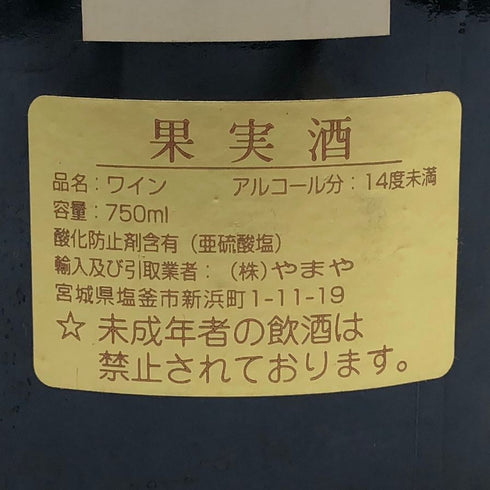 果実酒
品名：ワイン アルコール分：14度未満
容量：750ml
酸化防止剤含有（亜硫酸塩）
輸入及び引取業者：（株）やまや
宮城県塩釜市新浜町1-11-19
☆ 未成年者の飲酒は
禁止されております。